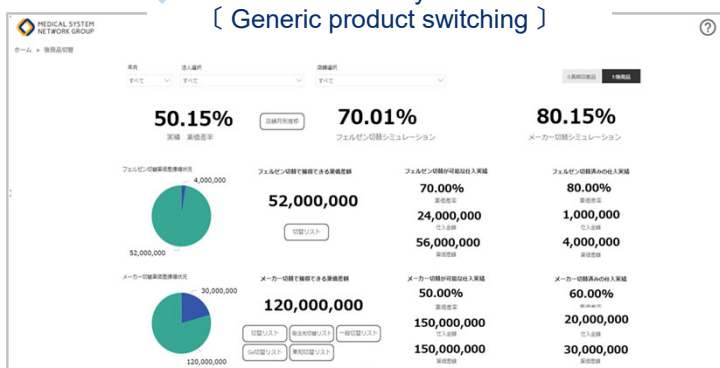 〔 Generic product switching 〕
MEDICAL SYSTEM
NETWORK GROUP
ホーム » 後発品切替
年月 法人選択 店舗選択
すべて すべて すべて
1:後発品
50.15% 店舗月別推移 70.01% 80.15%
実績 薬価差率 フェルゼン切替シミュレーション メーカー切替シミュレーション
フェルゼン切替薬価差額獲得状況 フェルゼン切替で獲得できる薬価差額 フェルゼン切替が可能な仕入実績 フェルゼン切替済みの仕入実績
4,000,000
52,000,000
52,000,000
切替リスト
70.00% 80.00%
薬価差率 薬価差率
24,000,000 1,000,000
仕入金額 仕入金額
56,000,000 4,000,000
薬価差額 薬価差額
メーカー切替薬価差獲得状況 メーカー切替で獲得できる薬価差額 メーカー切替が可能な仕入実績 メーカー切替済みの仕入実績
30,000,000
120,000,000
120,000,000
切替リスト 発注先切替リスト 一般切替リスト
Ge切替リスト 単位切替リスト
50.00% 60.00%
薬価差率 薬価差率
150,000,000 20,000,000
仕入金額 仕入金額
150,000,000 30,000,000
薬価差額 薬価差額